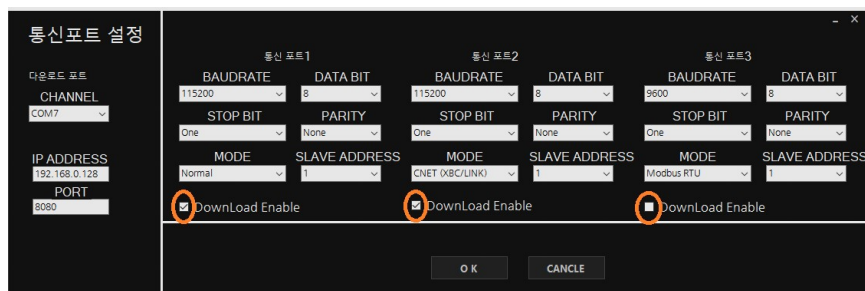 통신포트 설정
다운로드 포트
CHANNEL
COM7
IP ADDRESS
192.168.0.128
PORT
8080
통신 포트1
BAUDRATE DATA BIT
115200 8
STOP BIT PARITY
One None
MODE SLAVE ADDRESS
Normal 1
DownLoad Enable
통신 포트2
BAUDRATE DATA BIT
115200 8
STOP BIT PARITY
One None
MODE SLAVE ADDRESS
CNET (XBC/LINK) 1
DownLoad Enable
통신 포트3
BAUDRATE DATA BIT
9600 8
STOP BIT PARITY
One None
MODE SLAVE ADDRESS
Modbus RTU 1
DownLoad Enable
O K CANCLE